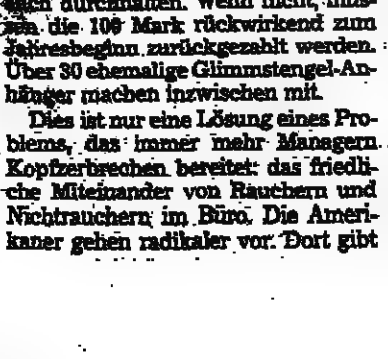 auch durchhalten. Wenn nicht, müs-
sen die 100 Mark rückwirkend zum
Jahresbeginn zurückgezahlt werden.
Über 30 ehemalige Glimmstengel-An-
hänger machen inzwischen mit.
Dies ist nur eine Lösung eines Pro-
blems, das immer mehr Managern
Kopfzerbrechen bereitet: das friedli-
che Miteinander von Rauchern und
Nichtrauchern im Büro. Die Ameri-
kaner gehen radikaler vor. Dort gibt